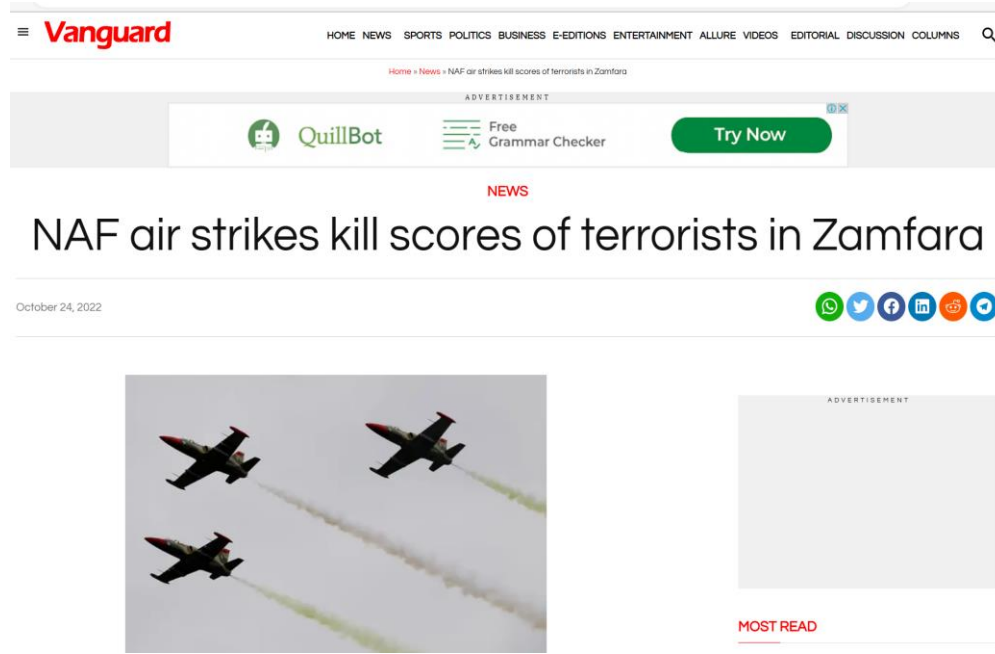 Vanguard
HOME NEWS SPORTS POLITICS BUSINESS E-EDITIONS ENTERTAINMENT ALLURE VIDEOS EDITORIAL DISCUSSION COLUMNS
Home » News » NAF air strikes kill scores of terrorists in Zamfara
ADVERTISEMENT
QuillBot
Free
Grammar Checker
Try Now
NEWS
NAF air strikes kill scores of terrorists in Zamfara
October 24, 2022
ADVERTISEMENT
MOST READ